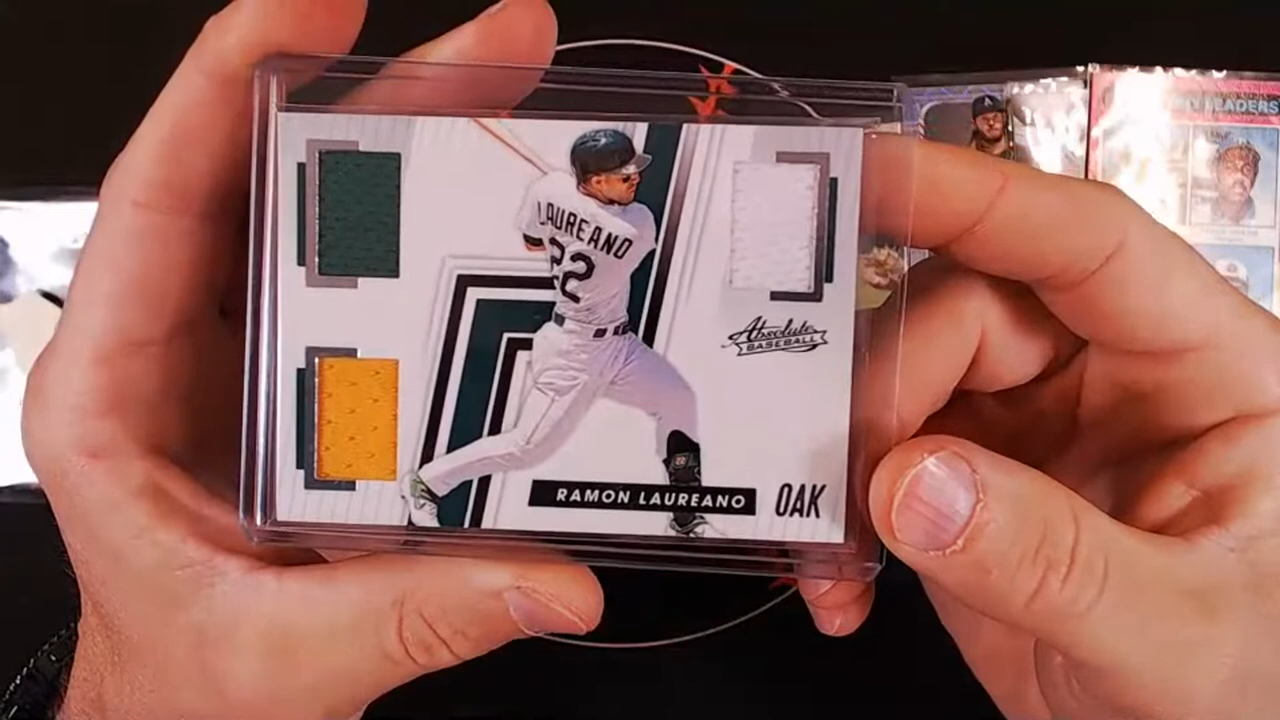 LAUREANO
22
Absolute
BASEBALL
RAMON LAUREANO
OAK
LEADERS